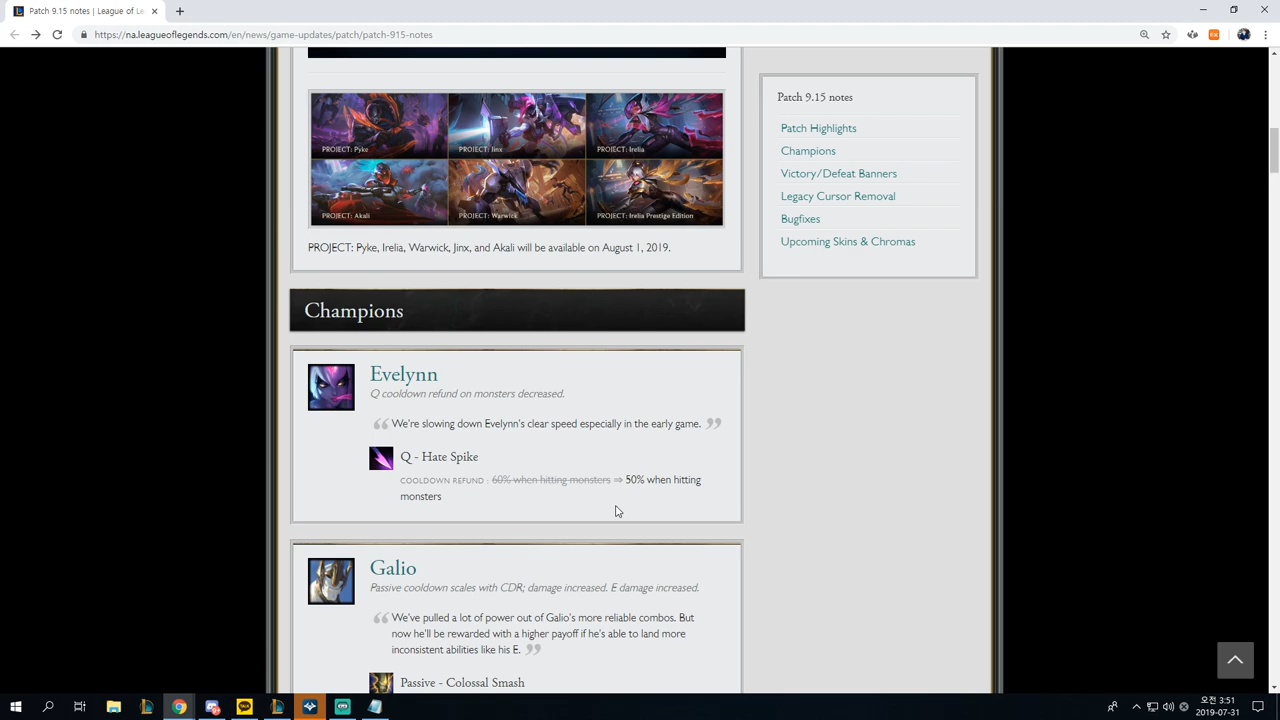 Patch 9.15 notes | League of Le
https://na.leagueoflegends.com/en/news/game-updates/patch/patch-915-notes
PROJECT: Pyke
PROJECT: Jinx
PROJECT: Irelia
PROJECT: Akali
PROJECT: Warwick
PROJECT: Irelia Prestige Edition
PROJECT: Pyke, Irelia, Warwick, Jinx, and Akali will be available on August 1, 2019.
Patch 9.15 notes
Patch Highlights
Champions
Victory/Defeat Banners
Legacy Cursor Removal
Bugfixes
Upcoming Skins & Chromas
Champions
Evelynn
Q cooldown refund on monsters decreased.
We're slowing down Evelynn's clear speed especially in the early game.
Q - Hate Spike
COOLDOWN REFUND : 60% when hitting monsters ⇒ 50% when hitting
monsters
Galio
Passive cooldown scales with CDR; damage increased. E damage increased.
We've pulled a lot of power out of Galio's more reliable combos. But
now he'll be rewarded with a higher payoff if he's able to land more
inconsistent abilities like his E.
Passive - Colossal Smash
TALK
오전 3:51
2019-07-31